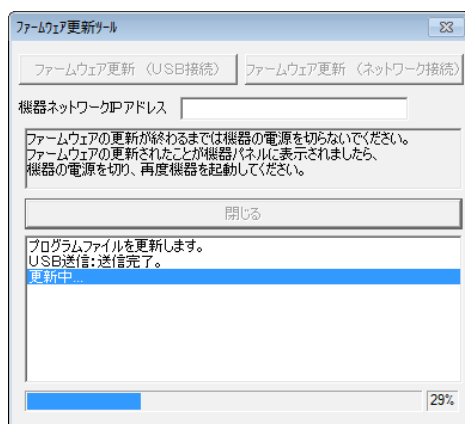 ファームウェア更新ツール
ファームウェア更新（USB接続）
ファームウェア更新（ネットワーク接続）
機器ネットワークIPアドレス
ファームウェアの更新が終わるまでは機器の電源を切らないでください。
ファームウェアの更新されたことが機器パネルに表示されましたら、
機器の電源を切り、再度機器を起動してください。
閉じる
プログラムファイルを更新します。
USB送信：送信完了。
更新中...
29%